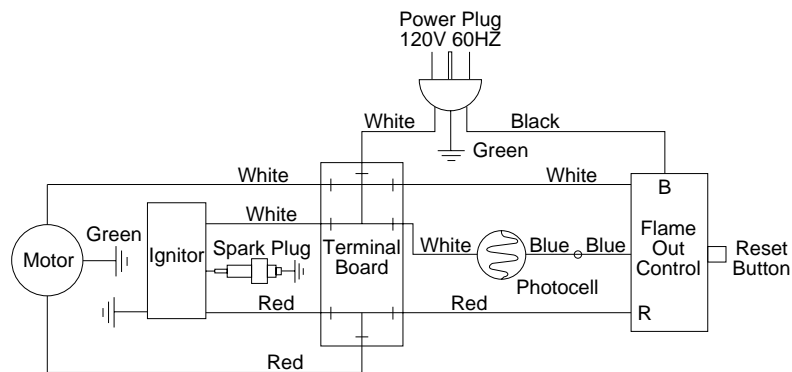 Power Plug
120V 60HZ
White
Black
Green
White
White
B
White
Green
Ignitor
Spark Plug
Terminal
Board
White
Blue
Blue
Flame
Out
Control
Reset
Button
Motor
Photocell
Red
Red
R
Red